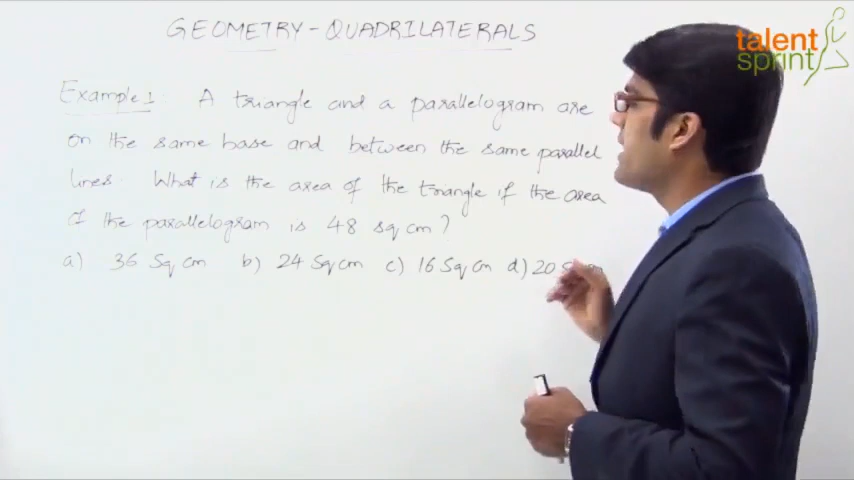 GEOMETRY - QUADRILATERALS
talent
sprint
Example 1: A triangle and a parallelogram are
on the same base and between the same parallel
lines. What is the area of the triangle if the area
of the parallelogram is 48 sq cm?
a) 36 Sq cm b) 24 Sq cm c) 16 Sq cm d) 20